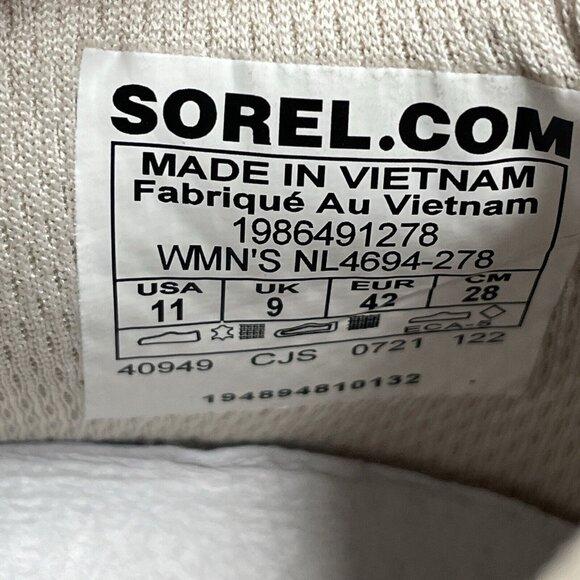 SOREL.COM
MADE IN VIETNAM
Fabriqué Au Vietnam
1986491278
WMN'S NL4694-278
USA UK EUR CM
11 9 42 28
ECA-S
40949 CJS 0721 122
194894810132